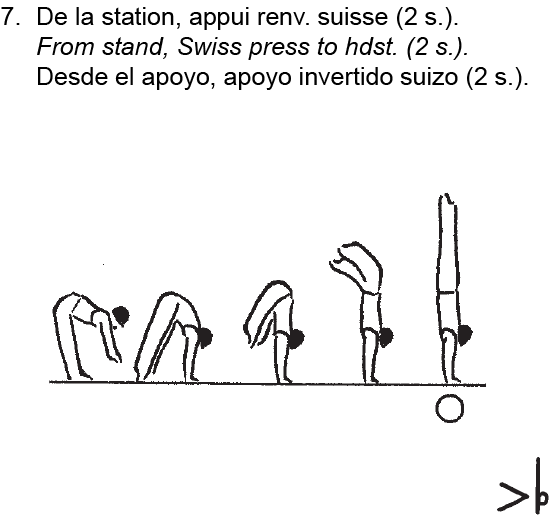 7. De la station, appui renv. suisse (2 s.).
From stand, Swiss press to hdst. (2 s.).
Desde el apoyo, apoyo invertido suizo (2 s.).